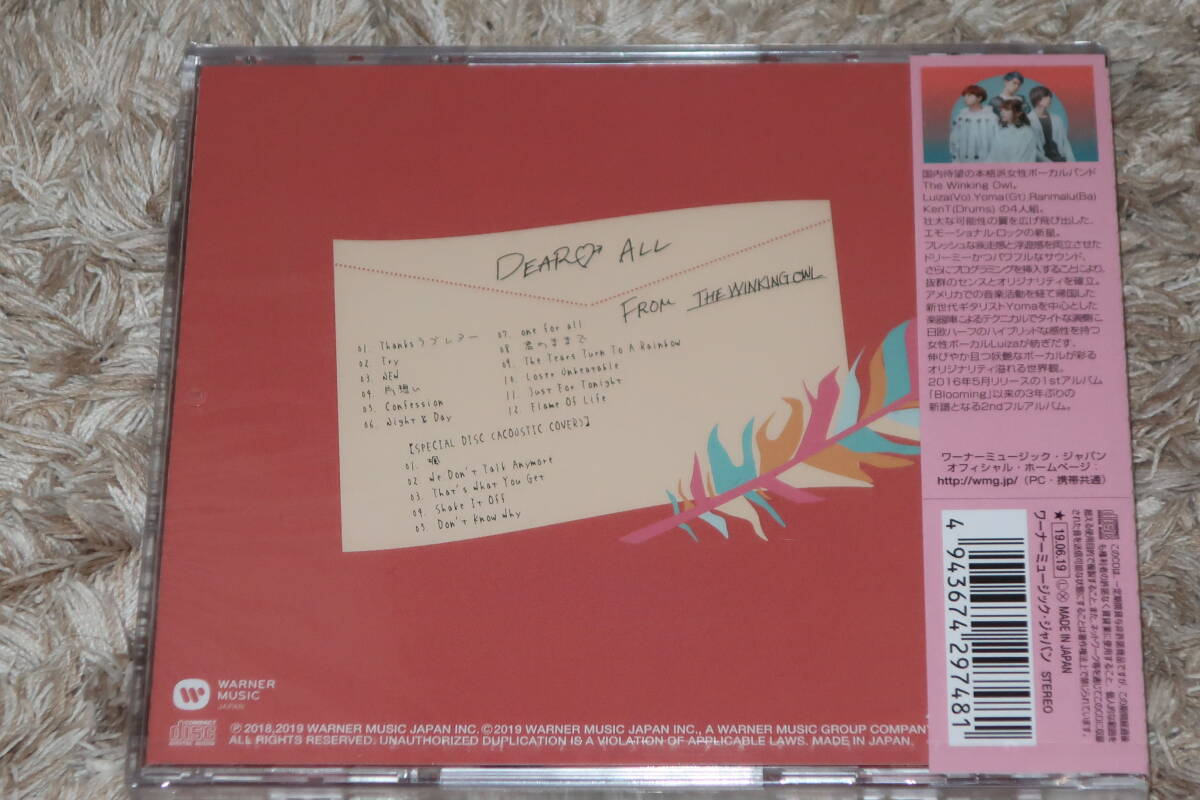 DEAR ALL
FROM THE WINKING OWL
01. Thanksラブレター
02. Try
03. NEW
04. 片想い
05. Confession
06. Night & Day
07. one for all
08. 君のままで
09. The Tears Turn To A Rainbow
10. Loser Unbeatable
11. Just For Tonight
12. Flame Of Life
【SPECIAL DISC (ACOUSTIC COVER)】
01. 楓
02. We Don't Talk Anymore
03. That's What You Get
04. Shake It Off
05. Don't Know Why
WARNER
MUSIC
JAPAN
COMPACT
disc
DIGITAL AUDIO
Ⓟ2018,2019 WARNER MUSIC JAPAN INC. ©2019 WARNER MUSIC JAPAN INC., A WARNER MUSIC GROUP COMPANY
ALL RIGHTS RESERVED. UNAUTHORIZED DUPLICATION IS A VIOLATION OF APPLICABLE LAWS. MADE IN JAPAN.
国内待望の本格派女性ボーカルバンド
The Winking Owl。
Luiza(Vo).Yoma(Gt).Ranmalu(Ba)
KenT(Drums) の4人組。
壮大な可能性の翼を広げ飛び出した、
エモーショナル・ロックの新星。
フレッシュな疾走感と浮遊感を両立させた
ドリーミーかつパワフルなサウンド、
さらにプログラミングを挿入することにより、
抜群のセンスとオリジナリティを確立。
アメリカでの音楽活動を経て帰国した
新世代ギタリストYomaを中心とした
楽器陣によるテクニカルでタイトな演奏に
日欧ハーフのハイブリッドな感性を持つ
女性ボーカルLuizaが紡ぎだす、
伸びやか且つ妖艶なボーカルが彩る
オリジナリティ溢れる世界観。
2016年5月リリースの1stアルバム
「Blooming」以来の3年ぶりの
新譜となる2ndフルアルバム。
ワーナーミュージック・ジャパン
オフィシャル・ホームページ：
http://wmg.jp/（PC・携帯共通）
★ 19.06.19 Ⓛ Ⓧ MADE IN JAPAN
ワーナーミュージック・ジャパン STEREO
4 943674 297481